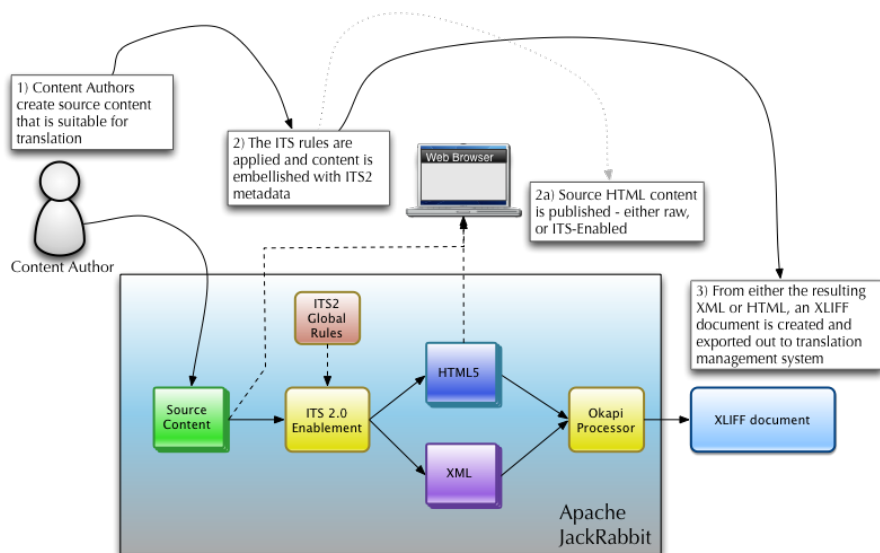 1) Content Authors
create source content
that is suitable for
translation
2) The ITS rules are
applied and content is
embellished with ITS2
metadata
Web Browser
2a) Source HTML content
is published - either raw,
or ITS-Enabled
Content Author
3) From either the resulting
XML or HTML, an XLIFF
document is created and
exported out to translation
management system
ITS2
Global
Rules
HTML5
Source
Content
ITS 2.0
Enablement
Okapi
Processor
XLIFF document
XML
Apache
JackRabbit